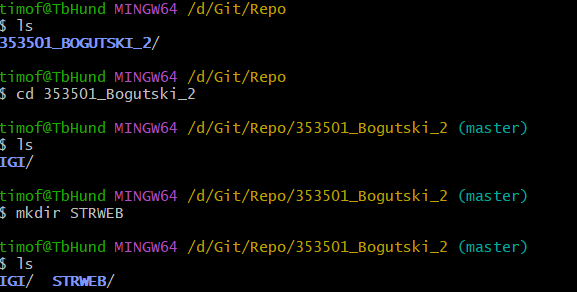 timof@TbHund MINGW64 /d/Git/Repo
$ ls
353501_BOGUTSKI_2/
timof@TbHund MINGW64 /d/Git/Repo
$ cd 353501_Bogutski_2
timof@TbHund MINGW64 /d/Git/Repo/353501_Bogutski_2 (master)
$ ls
IGI/
timof@TbHund MINGW64 /d/Git/Repo/353501_Bogutski_2 (master)
$ mkdir STRWEB
timof@TbHund MINGW64 /d/Git/Repo/353501_Bogutski_2 (master)
$ ls
IGI/  STRWEB/